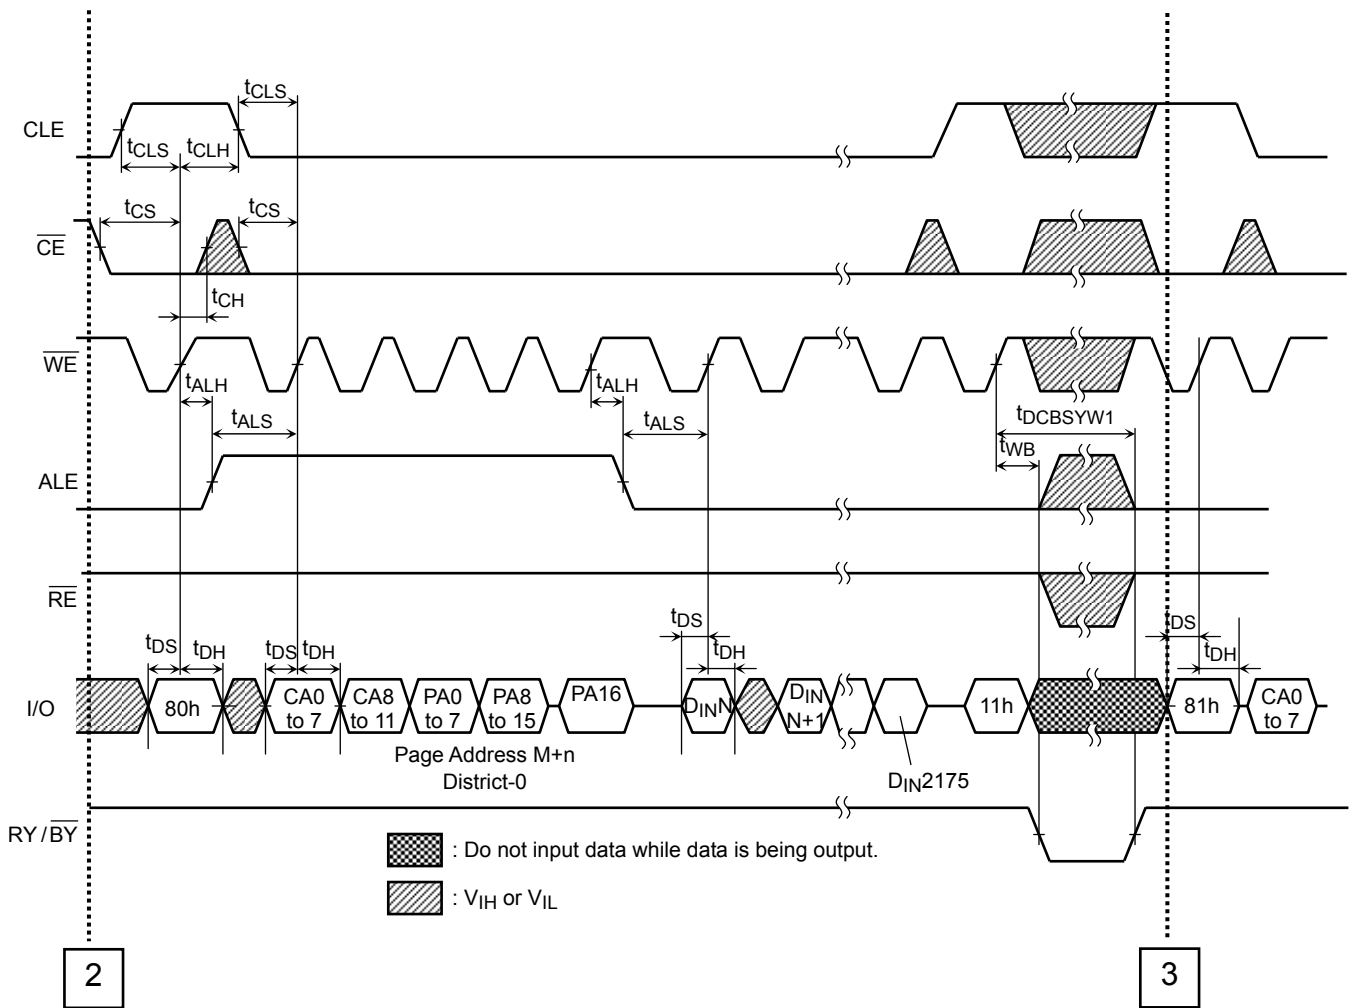 tCLS
CLE
tCLS
tCLH
tCS
tCS
CE
tCH
WE
tALH
tALH
tALS
tALS
tDCBSYW1
tWB
ALE
RE
tDS
tDH
tDS
tDH
tDS
tDH
tDS
tDH
I/O
80h
CA0
to 7
CA8
to 11
PA0
to 7
PA8
to 15
PA16
DINN
DIN
N+1
11h
81h
CA0
to 7
Page Address M+n
District-0
DIN2175
RY/BY
: Do not input data while data is being output.
: VIH or VIL
2
3